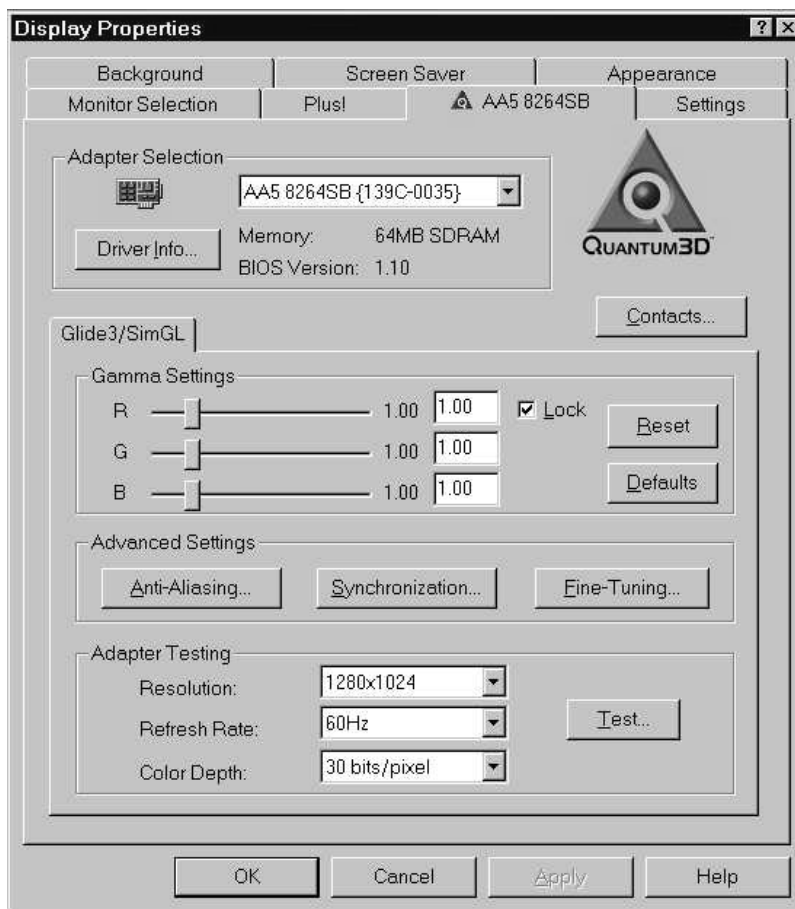 Display Properties
Background Screen Saver Appearance
Monitor Selection Plus! AA5 8264SB Settings
Adapter Selection
AA5 8264SB {139C-0035}
Driver Info...
Memory: 64MB SDRAM
BIOS Version: 1.10
QUANTUM3D
Contacts...
Glide3/SimGL
Gamma Settings
R 1.00 1.00 Lock
G 1.00 1.00
B 1.00 1.00
Reset
Defaults
Advanced Settings
Anti-Aliasing... Synchronization... Fine-Tuning...
Adapter Testing
Resolution: 1280x1024
Refresh Rate: 60Hz
Color Depth: 30 bits/pixel
Test...
OK Cancel Apply Help